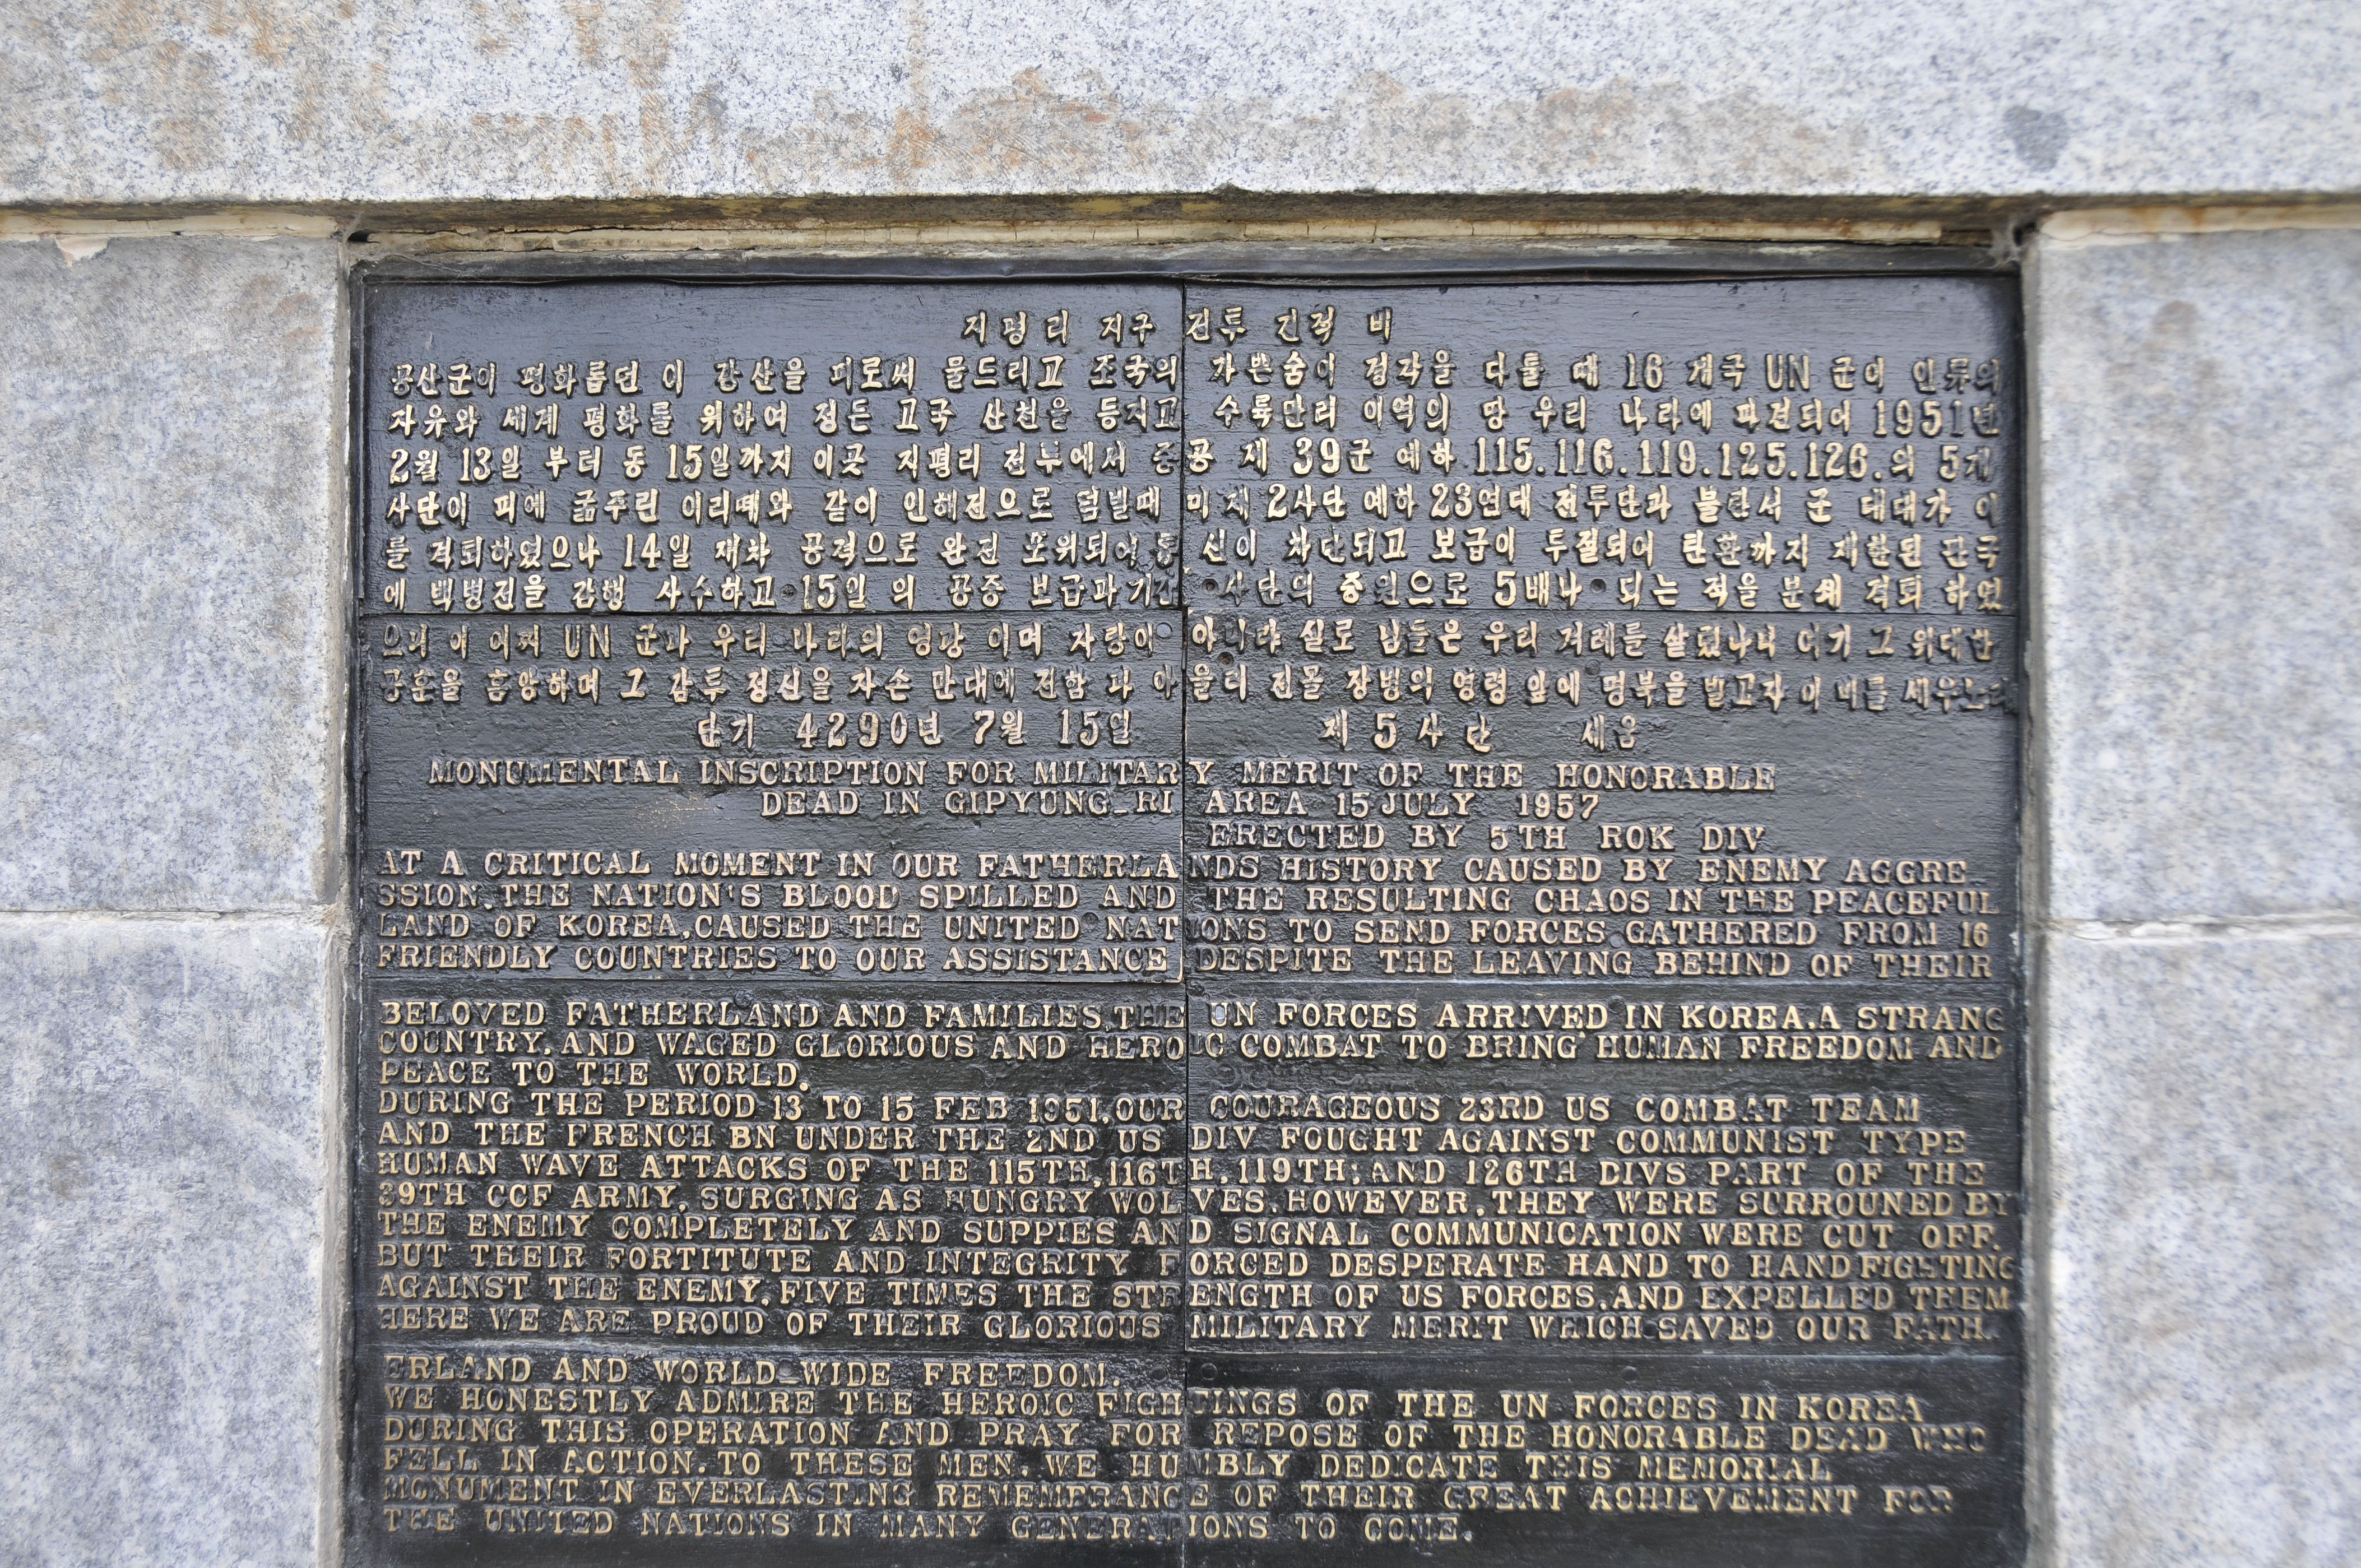 지평리 지구 전투 전적 비
공산군이 평화롭던 이 강산을 피로써 물드리고 조국의 가쁜숨이 경각을 다툴 때 16 개국 UN 군이 인류의
자유와 세계 평화를 위하여 정든 고국 산천을 등지고 수륙만리 이역의 땅 우리 나라에 파견되어 1951년
2월 13일 부터 동 15일까지 이곳 지평리 전투에서 중공 제 39군 예하 115.116.119.125.126.의 5개
사단이 피에 굶주린 이리떼와 같이 인해전으로 덤빌때 미 제 2사단 예하 23연대 전투단과 불란서 군 대대가 이
를 격퇴하였으나 14일 재차 공격으로 완전 포위되어 통신이 차단되고 보급이 두절되어 탄환까지 제한된 판국
에 백병전을 감행 사수하고 15일 의 공중 보급과 기갑 사단의 증원으로 5배나 되는 적을 분쇄 격퇴 하였
으니 이 어찌 UN 군과 우리 나라의 영광 이며 자랑이 아니랴 실로 님들은 우리 겨레를 살렸나니 여기 그 위대한
공훈을 흠앙하며 그 감투 정신을 자손 만대에 전함 과 아울러 전몰 장병의 영령 앞에 명복을 빌고자 이 비를 세우노라
단기 4290년 7월 15일 제 5 사 단 세움
MONUMENTAL INSCRIPTION FOR MILITARY MERIT OF THE HONORABLE
DEAD IN GIPYUNG-RI AREA 15 JULY 1957
ERECTED BY 5TH ROK DIV
AT A CRITICAL MOMENT IN OUR FATHERLANDS HISTORY CAUSED BY ENEMY AGGRE-
SSION.THE NATION'S BLOOD SPILLED AND THE RESULTING CHAOS IN THE PEACEFUL
LAND OF KOREA,CAUSED THE UNITED NATIONS TO SEND FORCES GATHERED FROM 16
FRIENDLY COUNTRIES TO OUR ASSISTANCE DESPITE THE LEAVING BEHIND OF THEIR
BELOVED FATHERLAND AND FAMILIES,THE UN FORCES ARRIVED IN KOREA.A STRANG
COUNTRY.AND WAGED GLORIOUS AND HEROIC COMBAT TO BRING HUMAN FREEDOM AND
PEACE TO THE WORLD.
DURING THE PERIOD 13 TO 15 FEB 1951,OUR COURAGEOUS 23RD US COMBAT TEAM
AND THE FRENCH BN UNDER THE 2ND US DIV FOUGHT AGAINST COMMUNIST TYPE
HUMAN WAVE ATTACKS OF THE 115TH,116TH,119TH;AND 126TH DIVS PART OF THE
39TH CCF ARMY, SURGING AS HUNGRY WOLVES.HOWEVER,THEY WERE SURROUNED BY
THE ENEMY COMPLETELY AND SUPPIES AND SIGNAL COMMUNICATION WERE CUT OFF.
BUT THEIR FORTITUTE AND INTEGRITY FORCED DESPERATE HAND TO HAND FIGHTING
AGAINST THE ENEMY,FIVE TIMES THE STRENGTH OF US FORCES.AND EXPELLED THEM
HERE WE ARE PROUD OF THEIR GLORIOUS MILITARY MERIT WHICH SAVED OUR FATH-
ERLAND AND WORLD-WIDE FREEDOM.
WE HONESTLY ADMIRE THE HEROIC FIGHTINGS OF THE UN FORCES IN KOREA
DURING THIS OPERATION AND PRAY FOR REPOSE OF THE HONORABLE DEAD WHO
FELL IN ACTION.TO THESE MEN,WE HUMBLY DEDICATE THIS MEMORIAL
MONUMENT IN EVERLASTING REMEMBRANCE OF THEIR GREAT ACHIEVEMENT FOR
THE UNITED NATIONS IN MANY GENERATIONS TO COME.